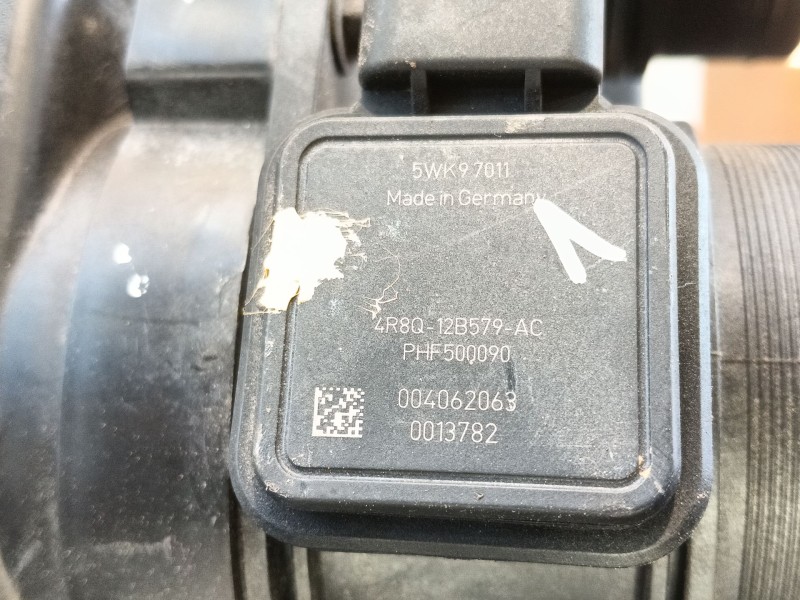 5WK9 7011
Made in Germany
4R8Q-12B579-AC
PHF500090
004062063
0013782